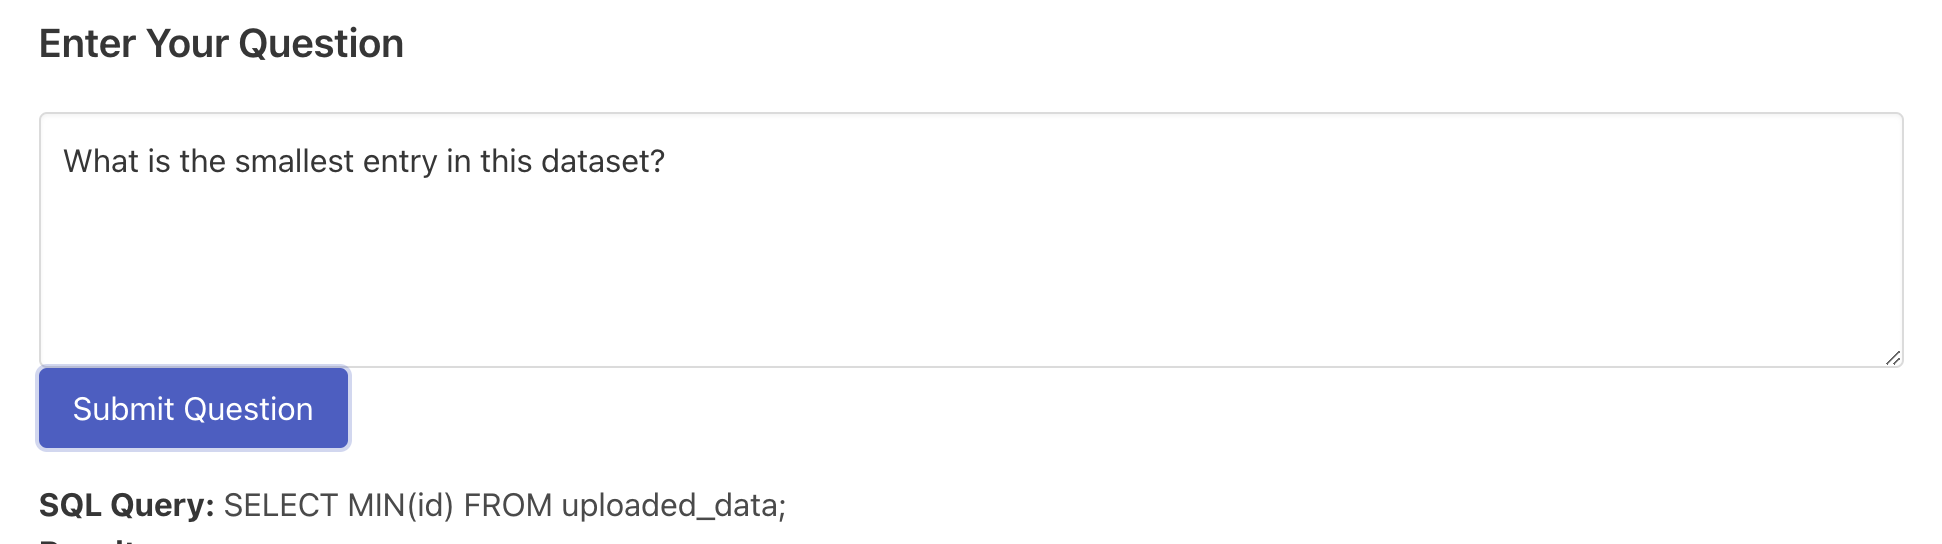 Enter Your Question
What is the smallest entry in this dataset?
Submit Question
SQL Query: SELECT MIN(id) FROM uploaded_data;